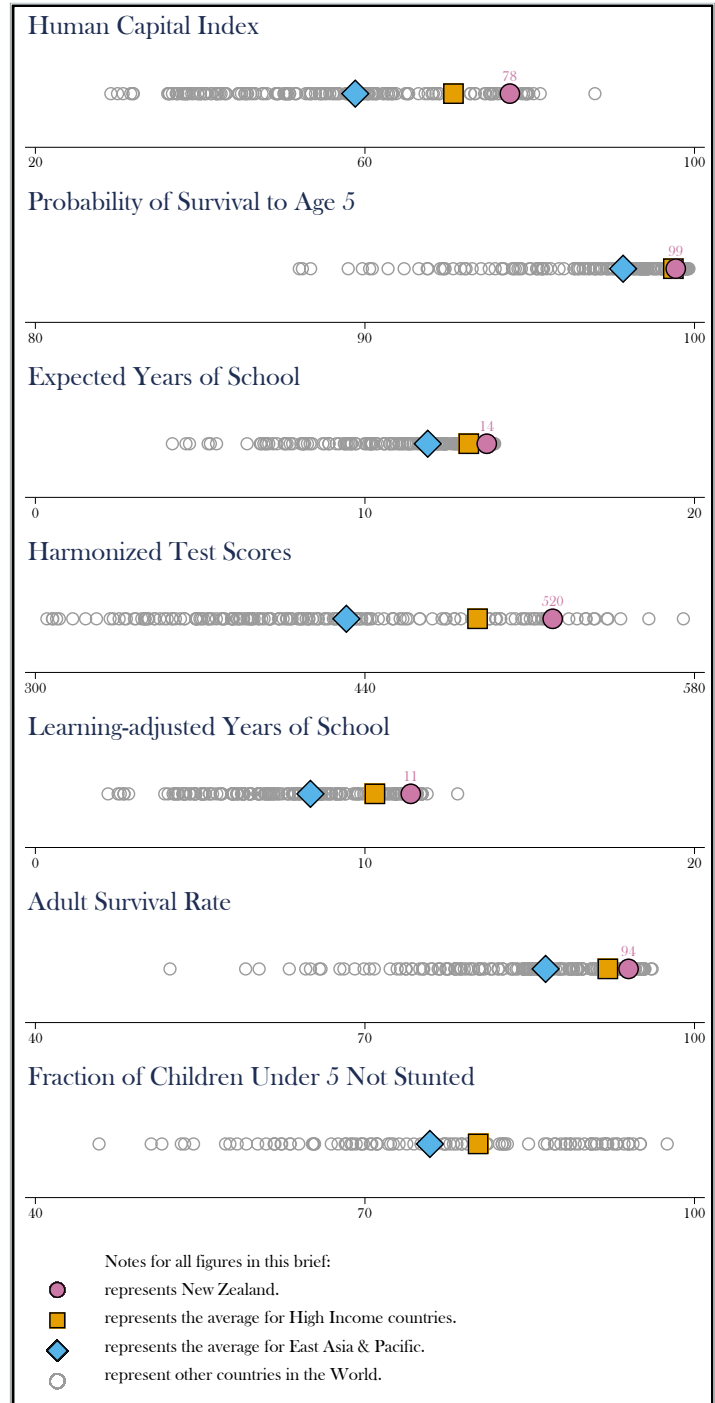 Human Capital Index
78
20 60 100
Probability of Survival to Age 5
99
80 90 100
Expected Years of School
14
0 10 20
Harmonized Test Scores
520
300 440 580
Learning-adjusted Years of School
11
0 10 20
Adult Survival Rate
94
40 70 100
Fraction of Children Under 5 Not Stunted
40 70 100
Notes for all figures in this brief:
represents New Zealand.
represents the average for High Income countries.
represents the average for East Asia & Pacific.
represent other countries in the World.